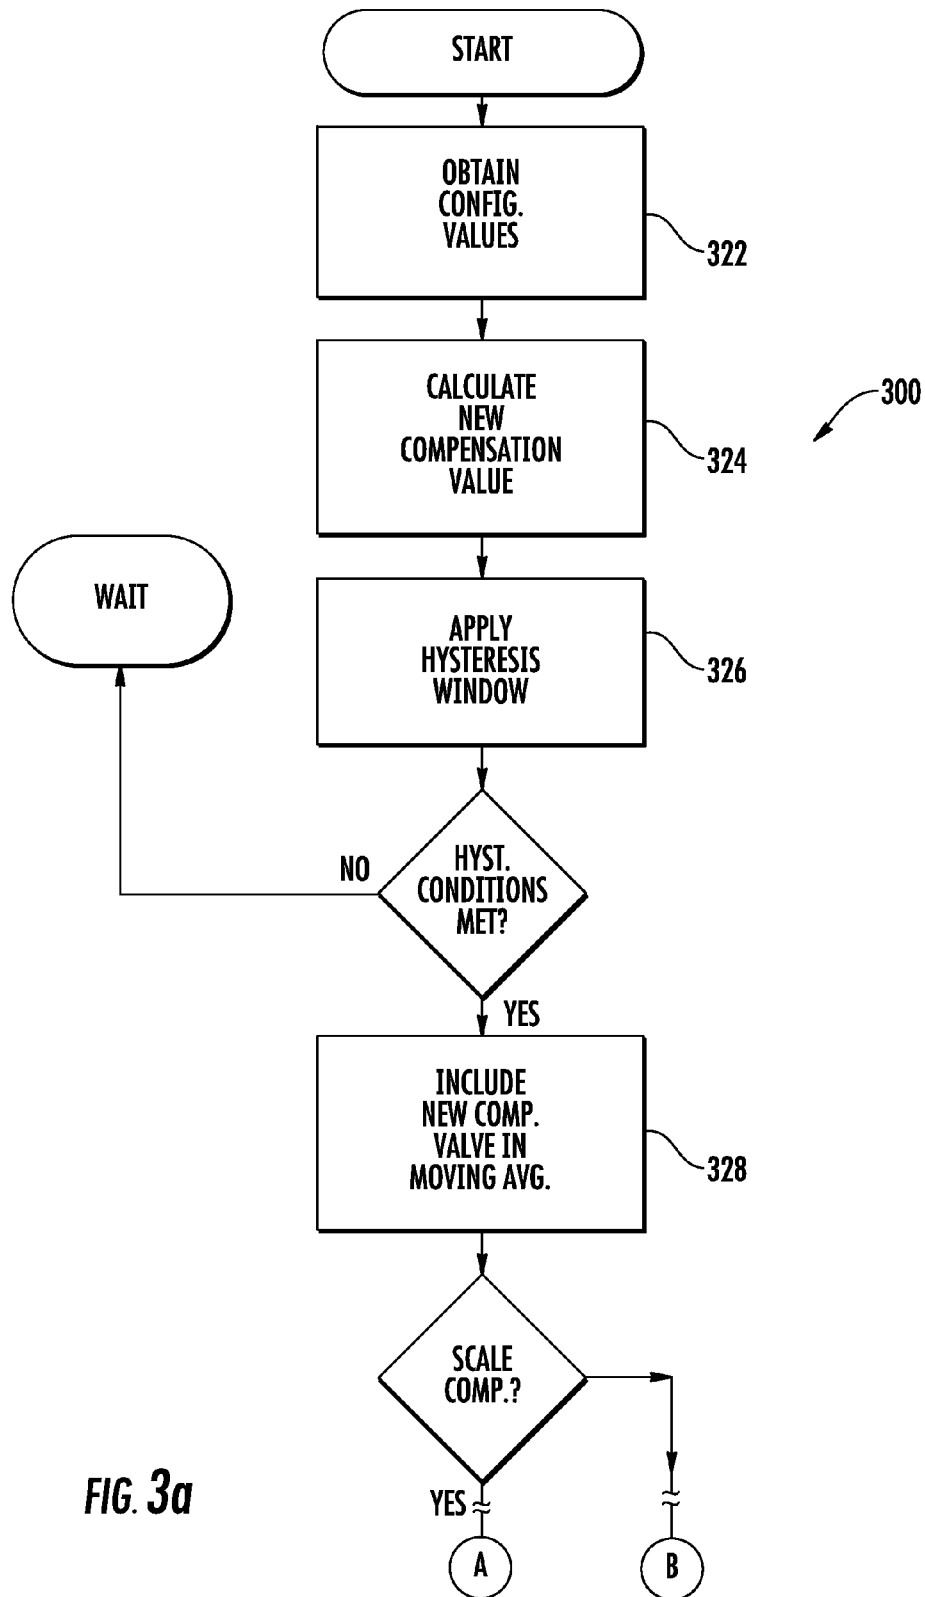 START
OBTAIN
CONFIG.
VALUES
322
CALCULATE
NEW
COMPENSATION
VALUE
324
300
WAIT
APPLY
HYSTERESIS
WINDOW
326
NO
HYST.
CONDITIONS
MET?
YES
INCLUDE
NEW COMP.
VALVE IN
MOVING AVG.
328
SCALE
COMP.?
FIG. 3a
YES
A
B